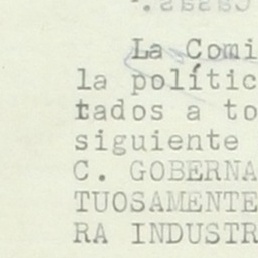 La Comi
la polític
tados a to
siguiente
C. GOBERNA
TUOSAMENTE
RA INDUSTR